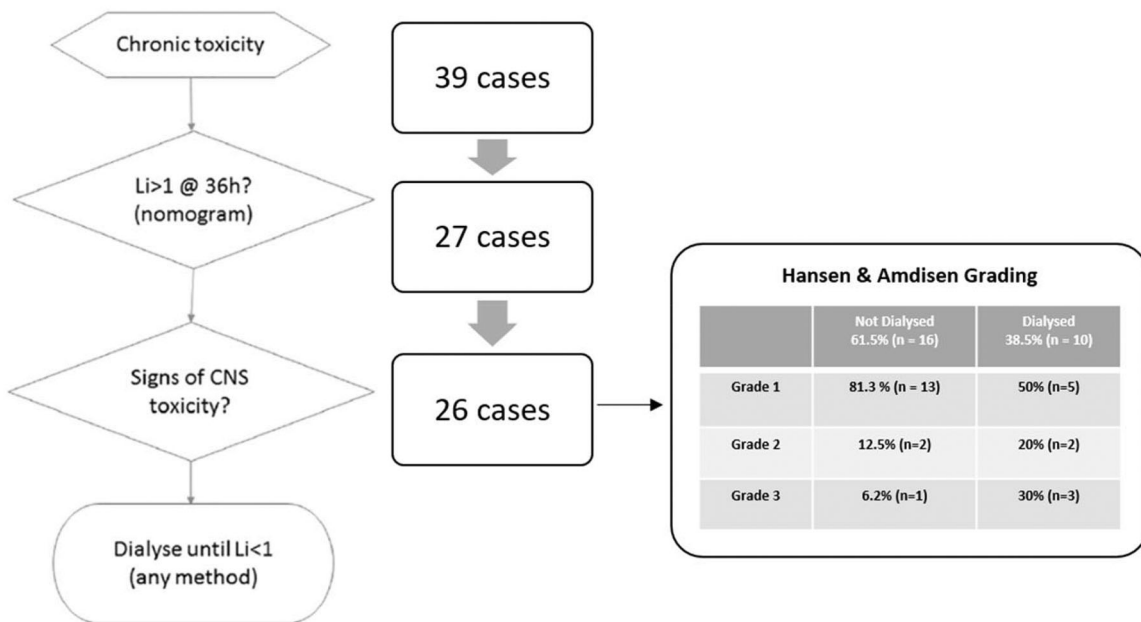 Chronic toxicity
39 cases
Li>1 @ 36h?
(nomogram)
27 cases
Signs of CNS
toxicity?
26 cases
Dialyse until Li<1
(any method)
Hansen & Amdisen Grading
Not Dialysed
61.5% (n = 16)
Dialysed
38.5% (n = 10)
Grade 1
81.3 % (n = 13)
50% (n=5)
Grade 2
12.5% (n=2)
20% (n=2)
Grade 3
6.2% (n=1)
30% (n=3)